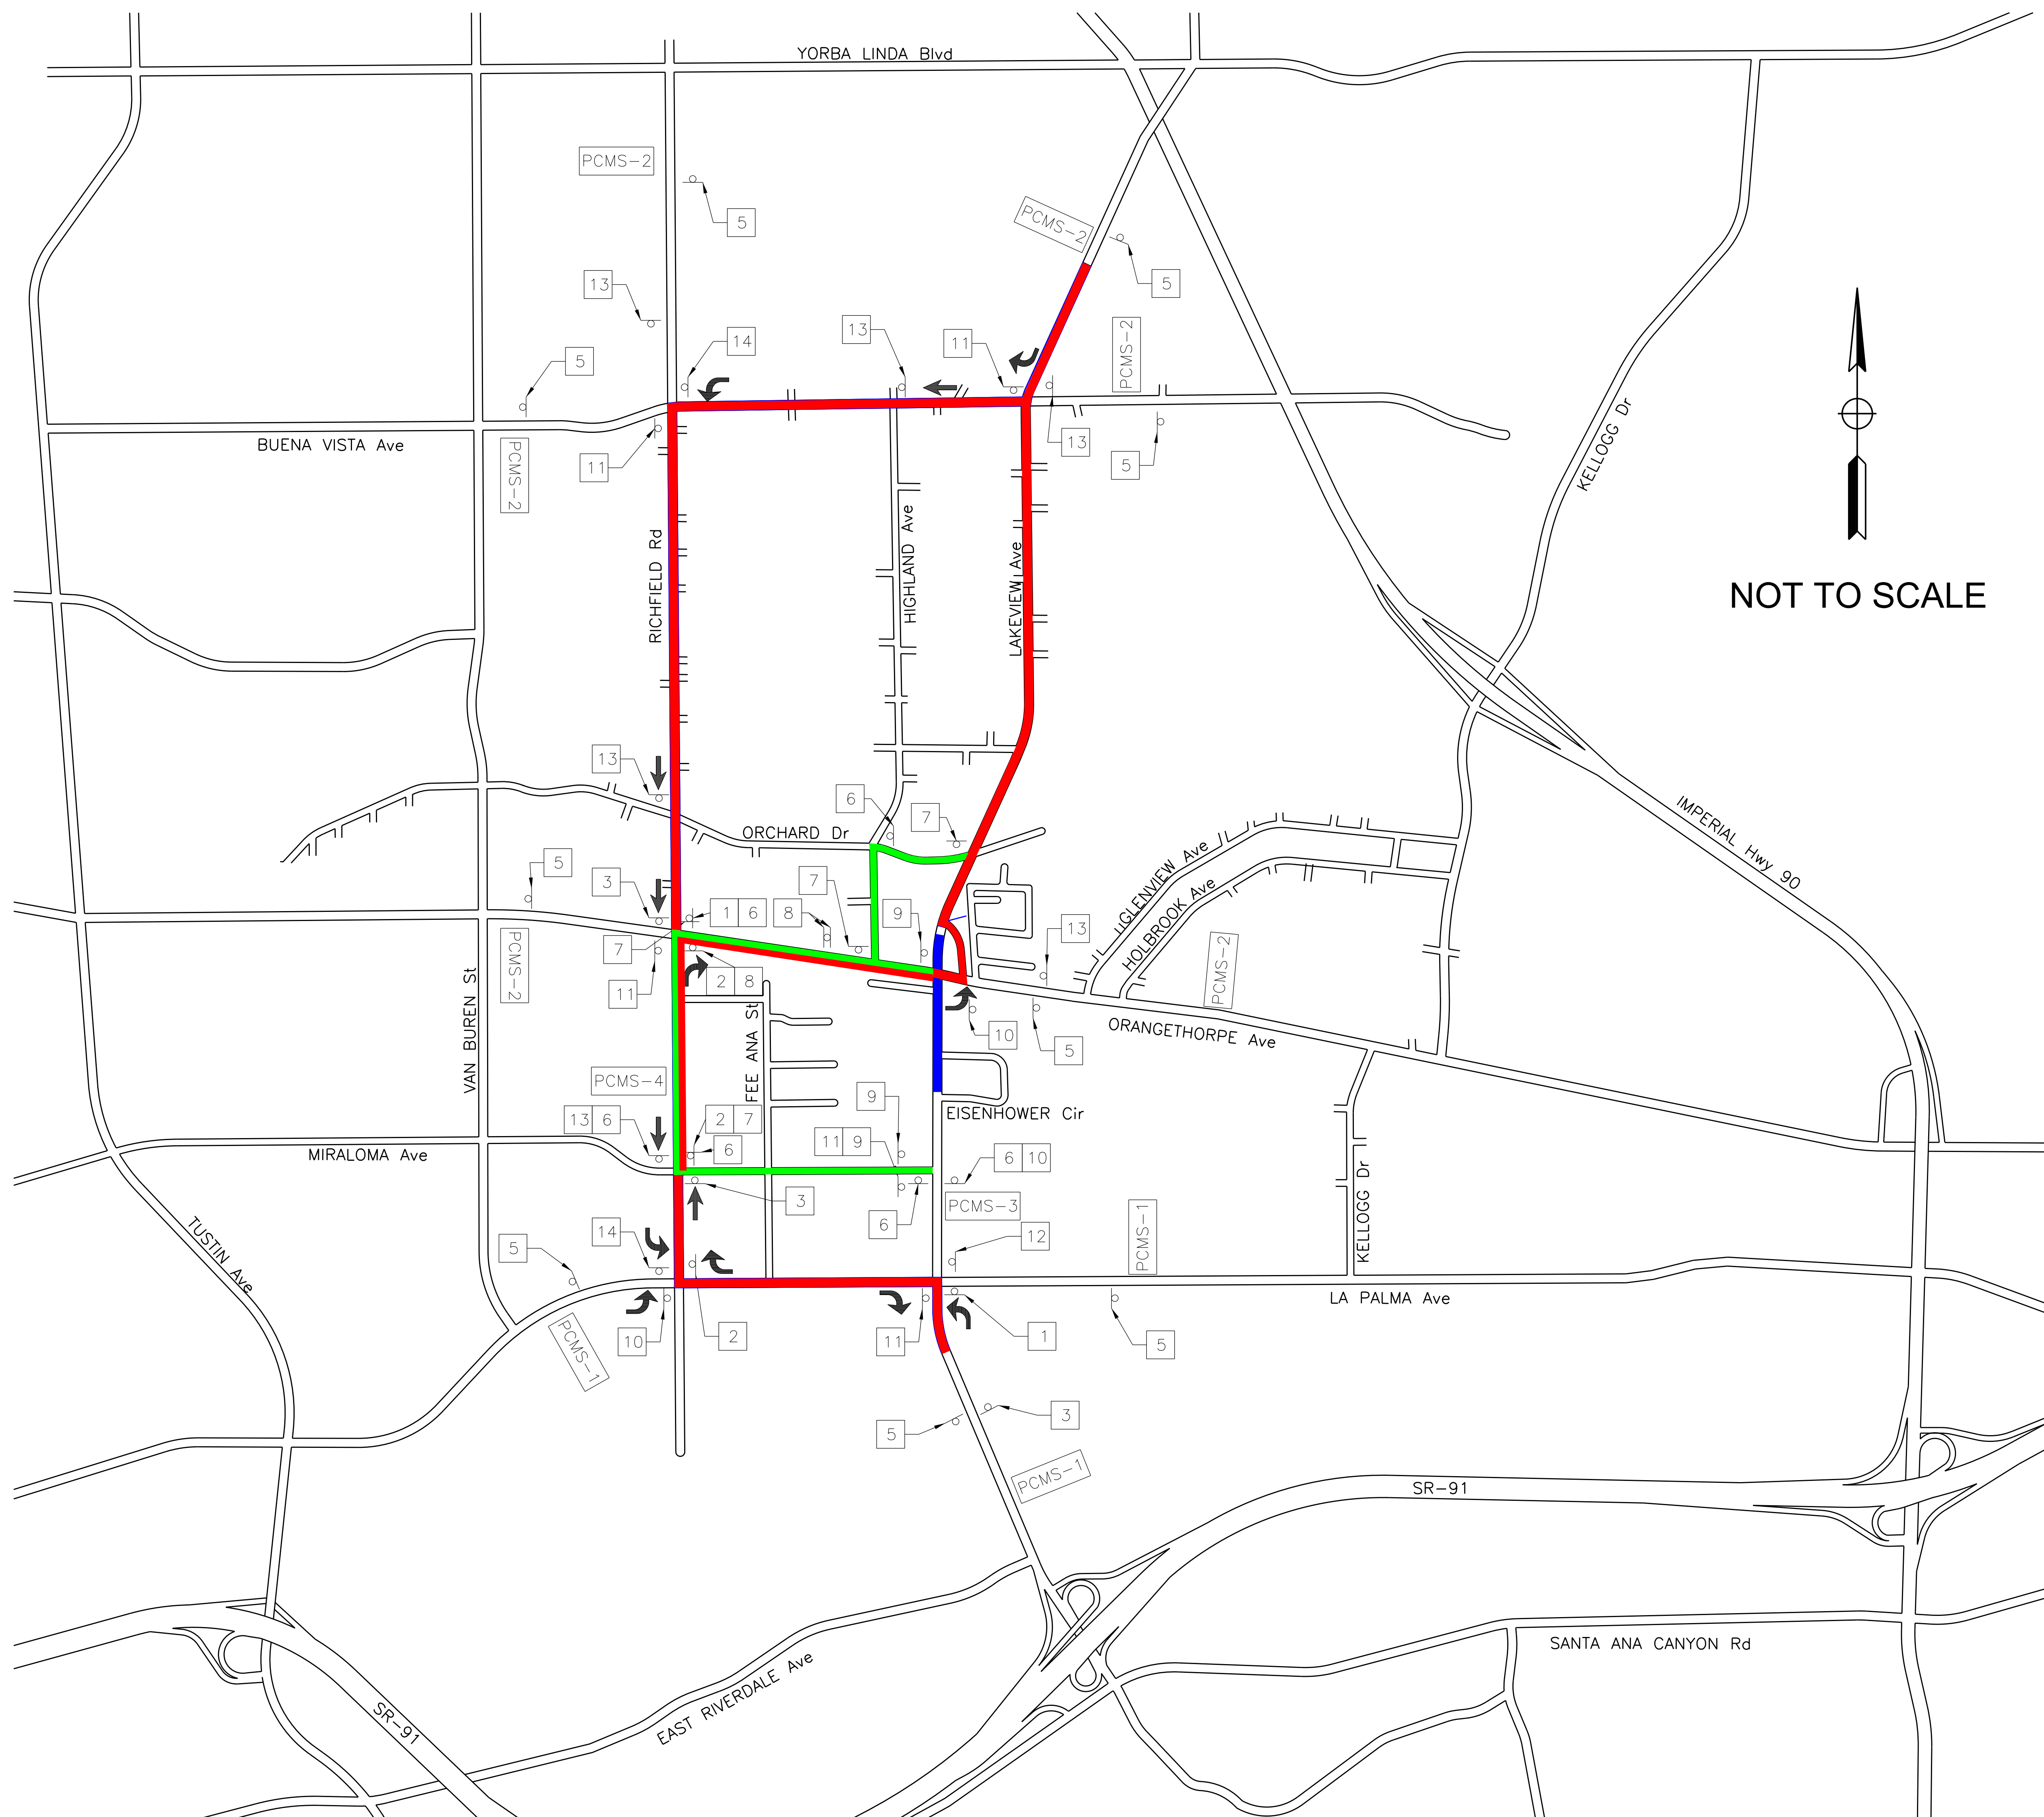 YORBA LINDA Blvd
PCMS-2
5
PCMS-2
5
13
13
14
11
PCMS-2
5
BUENA VISTA Ave
11
13
5
PCMS-2
KELLOGG Dr
NOT TO SCALE
RICHFIELD Rd
HIGHLAND Ave
LAKEVIEW Ave
13
6
7
ORCHARD Dr
IMPERIAL Hwy 90
GLENVIEW Ave
HOLBROOK Ave
5
3
7
1 6
8
9
13
7
PCMS-2
11
2 8
PCMS-2
10
ORANGETHORPE Ave
5
VAN BUREN St
FEE ANA St
PCMS-4
9
EISENHOWER Cir
13 6
2 7
11 9
MIRALOMA Ave
6
6 10
3
PCMS-3
6
KELLOGG Dr
TUSTIN Ave
14
12
PCMS-1
5
LA PALMA Ave
PCMS-1
10
2
11
1
5
5
3
PCMS-1
SR-91
SANTA ANA CANYON Rd
EAST RIVERDALE Ave
SR-91